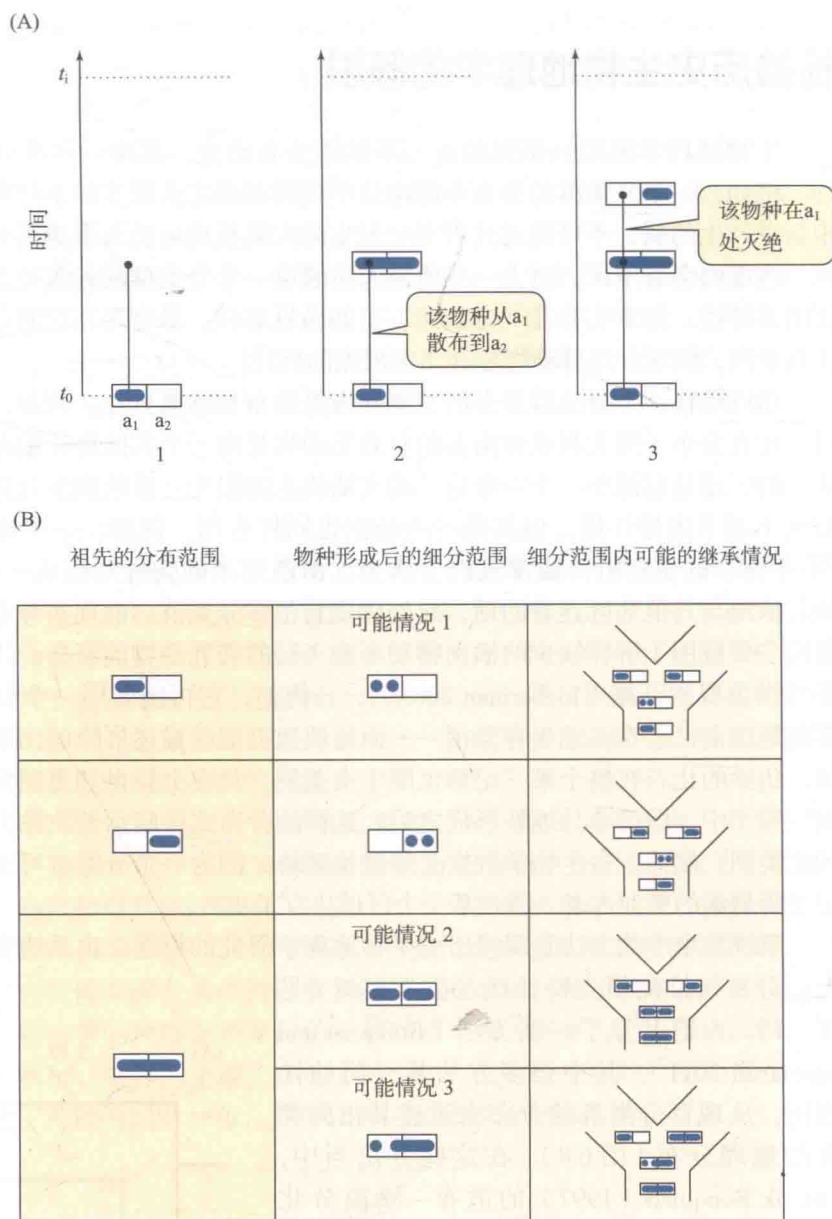 (A)
tᵢ
时间
该物种在a₁
处灭绝
该物种从a₁
散布到a₂
t₀
a₁ a₂
1 2 3
(B)
祖先的分布范围 物种形成后的细分范围 细分范围内可能的继承情况
可能情况 1
可能情况 2
可能情况 3